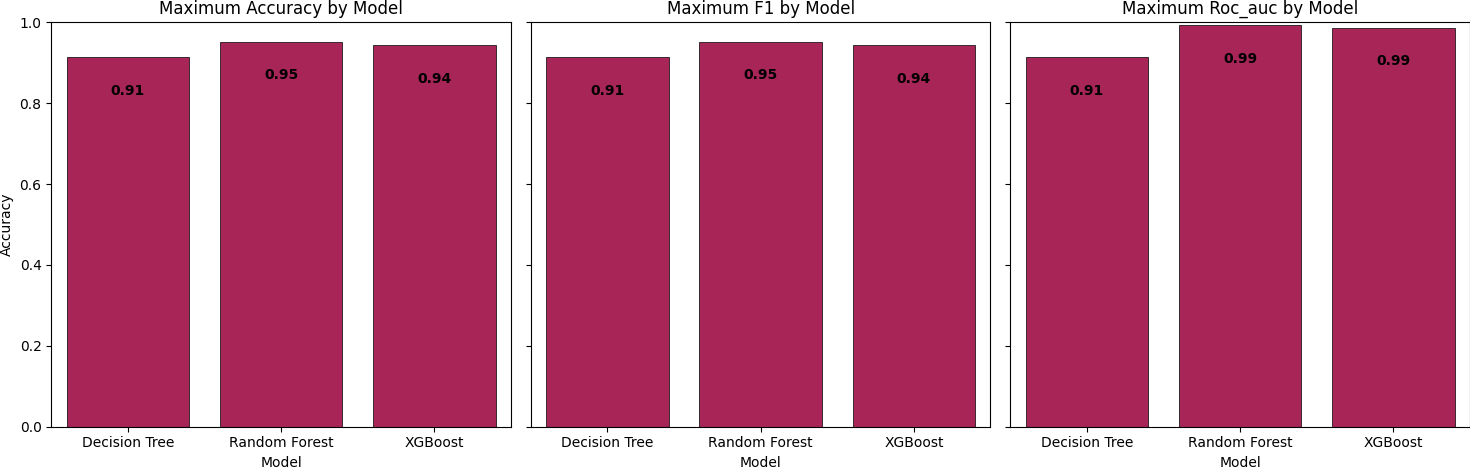 Maximum Accuracy by Model
Maximum F1 by Model
Maximum Roc_auc by Model
Accuracy
1.0
0.8
0.6
0.4
0.2
0.0
0.91
0.95
0.94
0.91
0.95
0.94
0.91
0.99
0.99
Decision Tree
Random Forest
XGBoost
Decision Tree
Random Forest
XGBoost
Decision Tree
Random Forest
XGBoost
Model
Model
Model